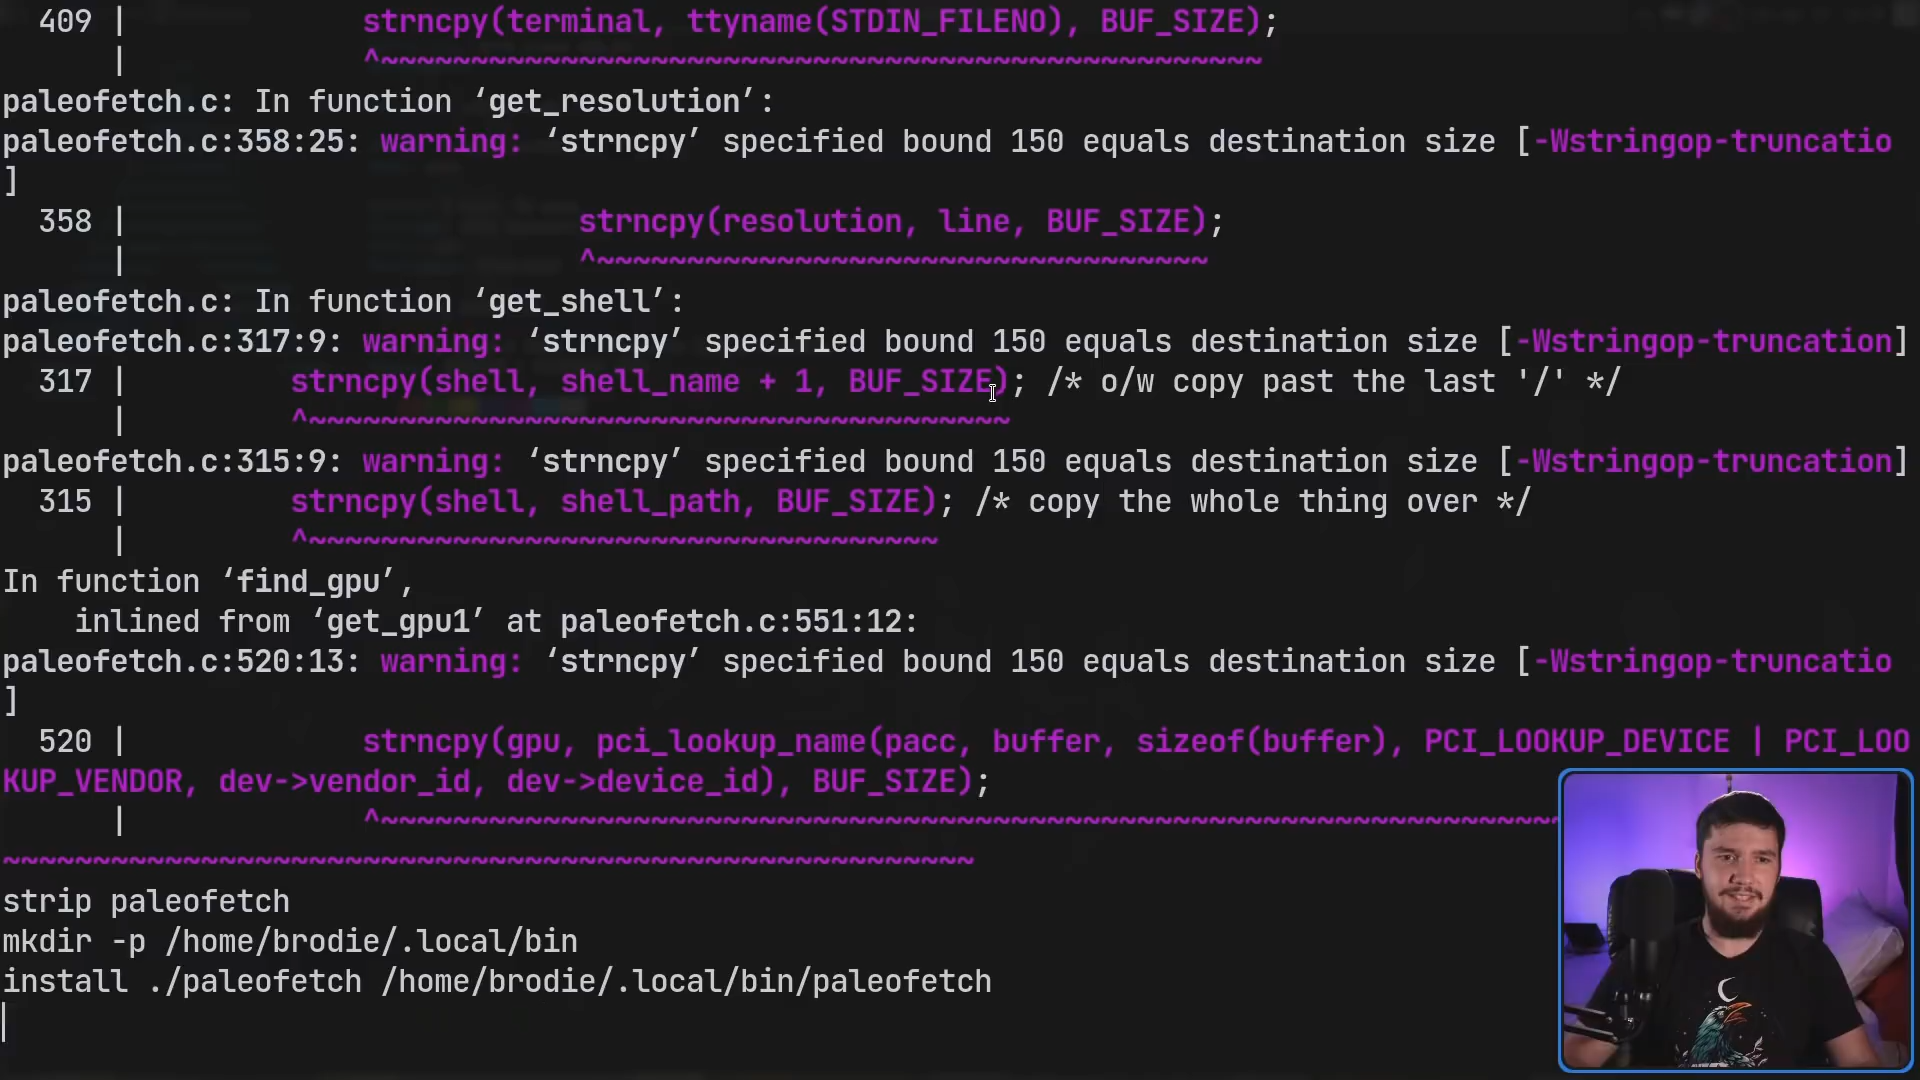 409 |             strncpy(terminal, ttyname(STDIN_FILENO), BUF_SIZE);
    |             ^~~~~~~~~~~~~~~~~~~~~~~~~~~~~~~~~~~~~~~~~~~~~~~~~~
paleofetch.c: In function ‘get_resolution’:
paleofetch.c:358:25: warning: ‘strncpy’ specified bound 150 equals destination size [-Wstringop-truncatio
]
358 |                         strncpy(resolution, line, BUF_SIZE);
    |                         ^~~~~~~~~~~~~~~~~~~~~~~~~~~~~~~~~~~
paleofetch.c: In function ‘get_shell’:
paleofetch.c:317:9: warning: ‘strncpy’ specified bound 150 equals destination size [-Wstringop-truncation]
317 |         strncpy(shell, shell_name + 1, BUF_SIZE); /* o/w copy past the last '/' */
    |         ^~~~~~~~~~~~~~~~~~~~~~~~~~~~~~~~~~~~~~~~
paleofetch.c:315:9: warning: ‘strncpy’ specified bound 150 equals destination size [-Wstringop-truncation]
315 |         strncpy(shell, shell_path, BUF_SIZE); /* copy the whole thing over */
    |         ^~~~~~~~~~~~~~~~~~~~~~~~~~~~~~~~~~~~
In function ‘find_gpu’,
    inlined from ‘get_gpu1’ at paleofetch.c:551:12:
paleofetch.c:520:13: warning: ‘strncpy’ specified bound 150 equals destination size [-Wstringop-truncatio
]
520 |             strncpy(gpu, pci_lookup_name(pacc, buffer, sizeof(buffer), PCI_LOOKUP_DEVICE | PCI_LOO
KUP_VENDOR, dev->vendor_id, dev->device_id), BUF_SIZE);
    |             ^~~~~~~~~~~~~~~~~~~~~~~~~~~~~~~~~~~~~~~~~~~~~~~~~~~~~~~~~~~~~~~~~~
~~~~~~~~~~~~~~~~~~~~~~~~~~~~~~~~~~~~~~~~~~~~~~~~~~~~~~
strip paleofetch
mkdir -p /home/brodie/.local/bin
install ./paleofetch /home/brodie/.local/bin/paleofetch